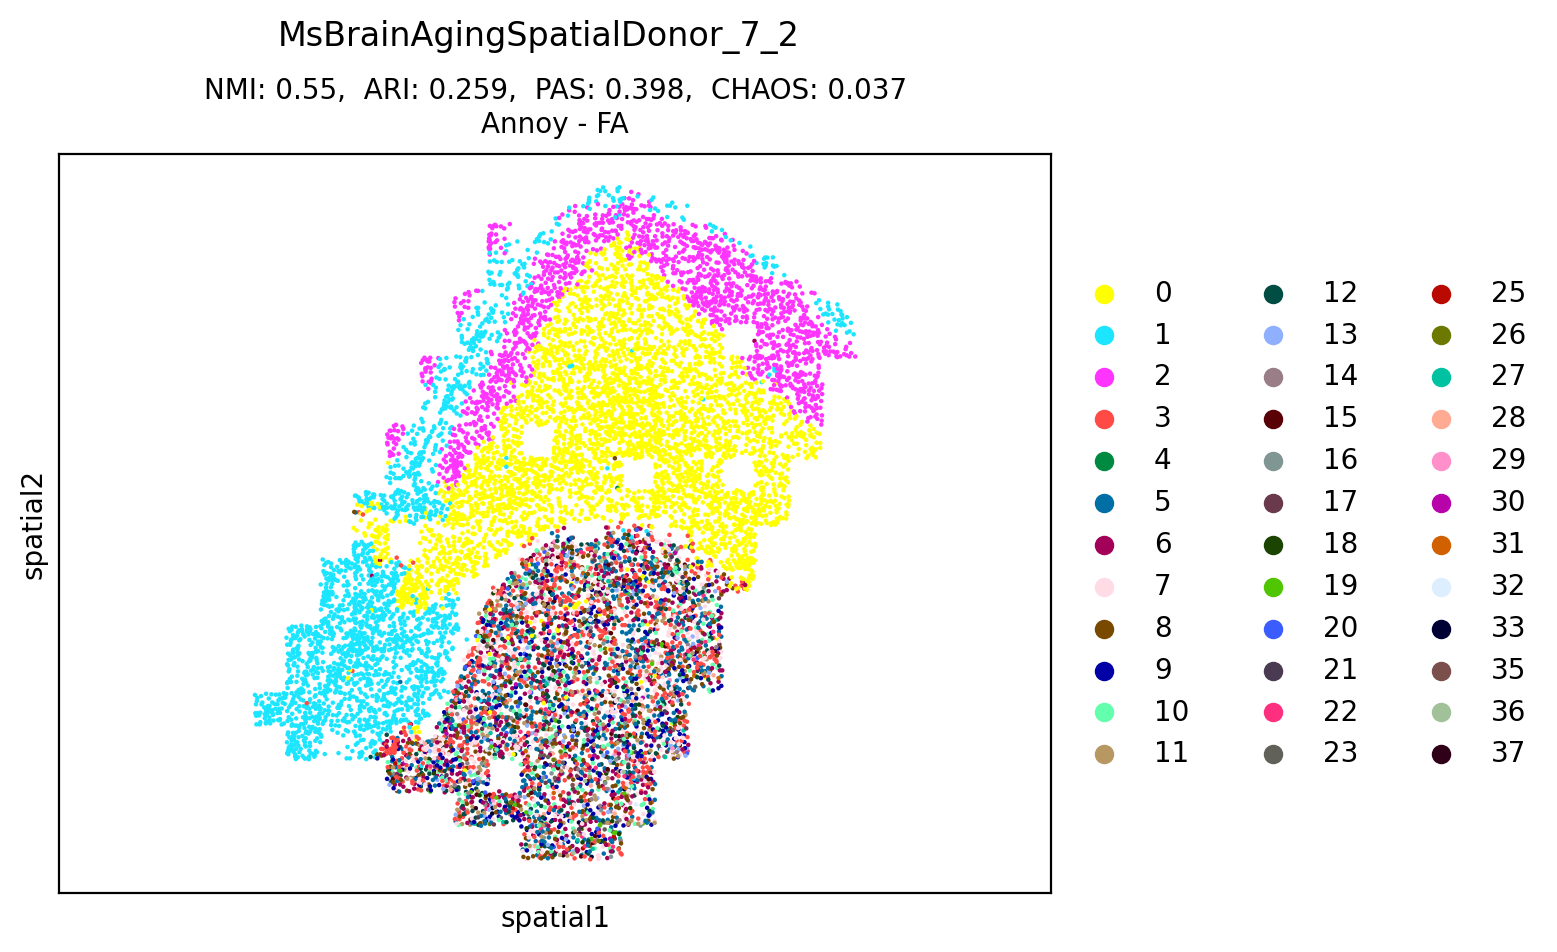 MsBrainAgingSpatialDonor_7_2
NMI: 0.55,  ARI: 0.259,  PAS: 0.398,  CHAOS: 0.037
Annoy - FA
spatial2
spatial1
0 12 25
1 13 26
2 14 27
3 15 28
4 16 29
5 17 30
6 18 31
7 19 32
8 20 33
9 21 35
10 22 36
11 23 37